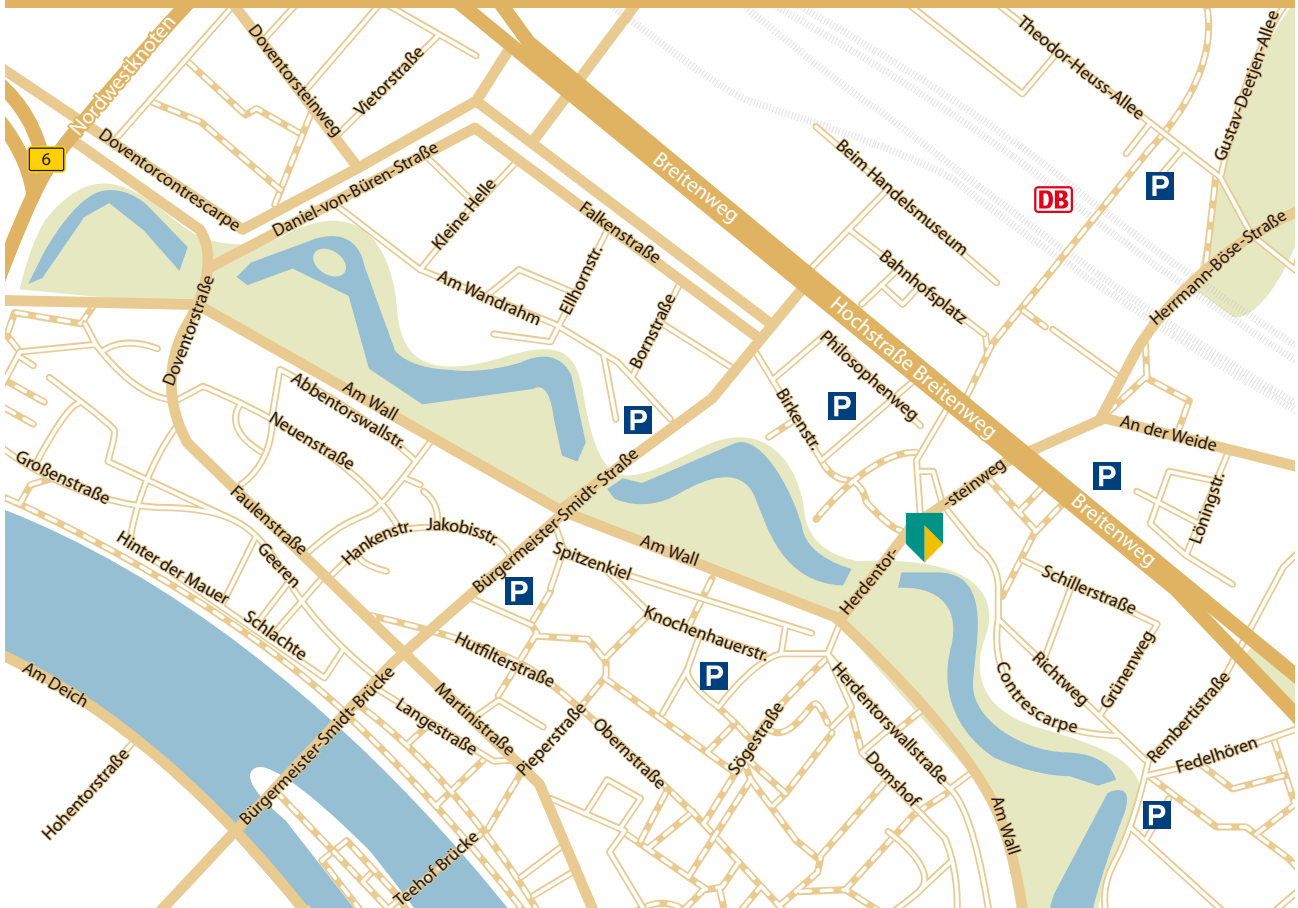 Nordwestknoten
Doventorsteinweg
Vietorstraße
Theodor-Heuss-Allee
Gustav-Deetjen-Allee
6
Doventorcontrescarpe
Daniel-von-Büren-Straße
Breitenweg
Beim Handelsmuseum
DB
P
Kleine Helle
Falkenstraße
Herrmann-Böse-Straße
Am Wandrahm
Ellhornstr.
Bahnhofsplatz
Doventorstraße
Bornstraße
Hochstraße Breitenweg
Philosophenweg
Am Wall
Abbentorswallstr.
Neuenstraße
P
Birkenstr.
P
An der Weide
Großenstraße
Faulenstraße
-steinweg
P
Löningstr.
Breitenweg
Hinter der Mauer
Geeren
Hankenstr.
Jakobisstr.
Bürgermeister-Smidt-Straße
Spitzenkiel
Am Wall
Herdentor-
Schillerstraße
P
Schlachte
Hutfilterstraße
Knochenhauerstr.
P
Richtweg
Grünenweg
Am Deich
Contrescarpe
Rembertistraße
Bürgermeister-Smidt-Brücke
Martinistraße
Langestraße
Pieperstraße
Obernstraße
Sögestraße
Herdentorswallstraße
Domshof
Fedelhören
Hohentorstraße
Am Wall
P
Teehof Brücke